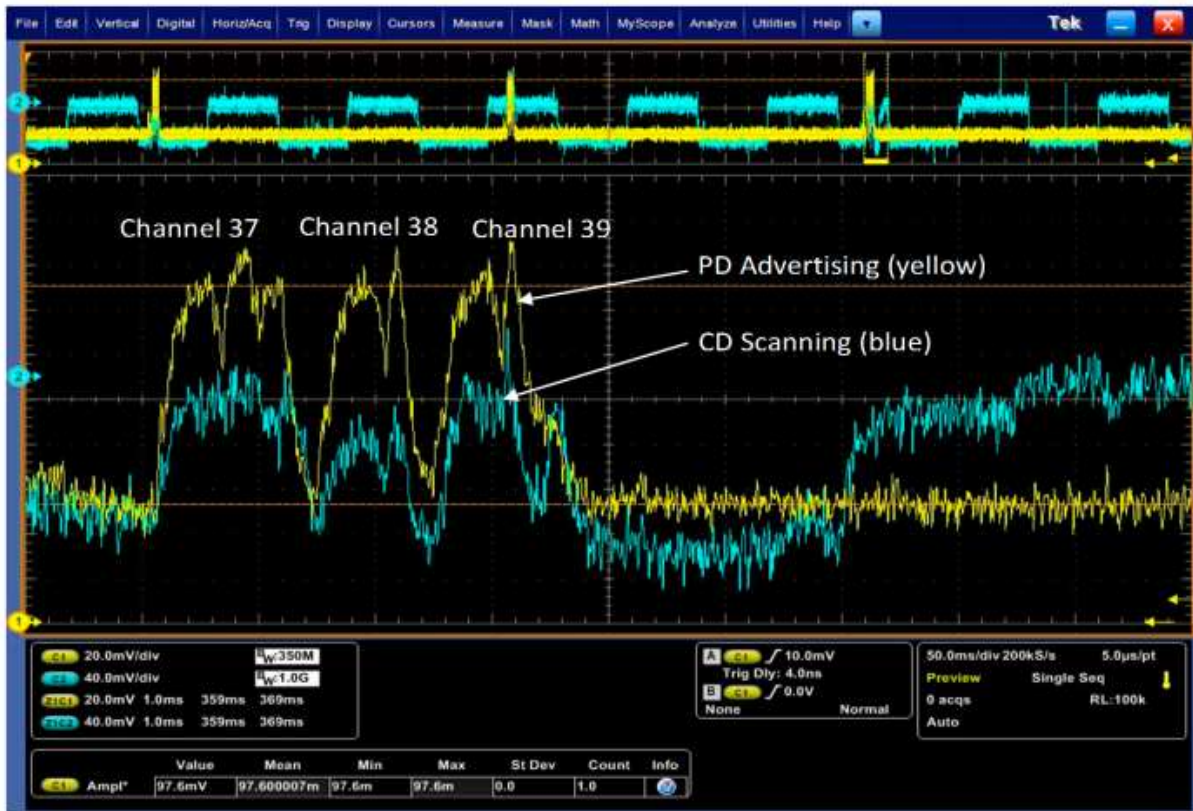 File Edit Vertical Digital Horiz/Acq Trig Display Cursors Measure Mask Math MyScope Analyze Utilities Help Tek X
2
1
Channel 37 Channel 38 Channel 39
PD Advertising (yellow)
2
CD Scanning (blue)
1
C1 20.0mV/div BW:350M
C2 40.0mV/div BW:1.0G
Z1C1 20.0mV 1.0ms 359ms 369ms
Z1C2 40.0mV 1.0ms 359ms 369ms
A C1 10.0mV
Trig Dly: 4.0ns
B C1 0.0V
None Normal
50.0ms/div 200kS/s 5.0µs/pt
Preview Single Seq
0 acqs RL:100k
Auto
Value Mean Min Max St Dev Count Info
C1 Ampl* 97.6mV 97.600007m 97.6m 97.6m 0.0 1.0